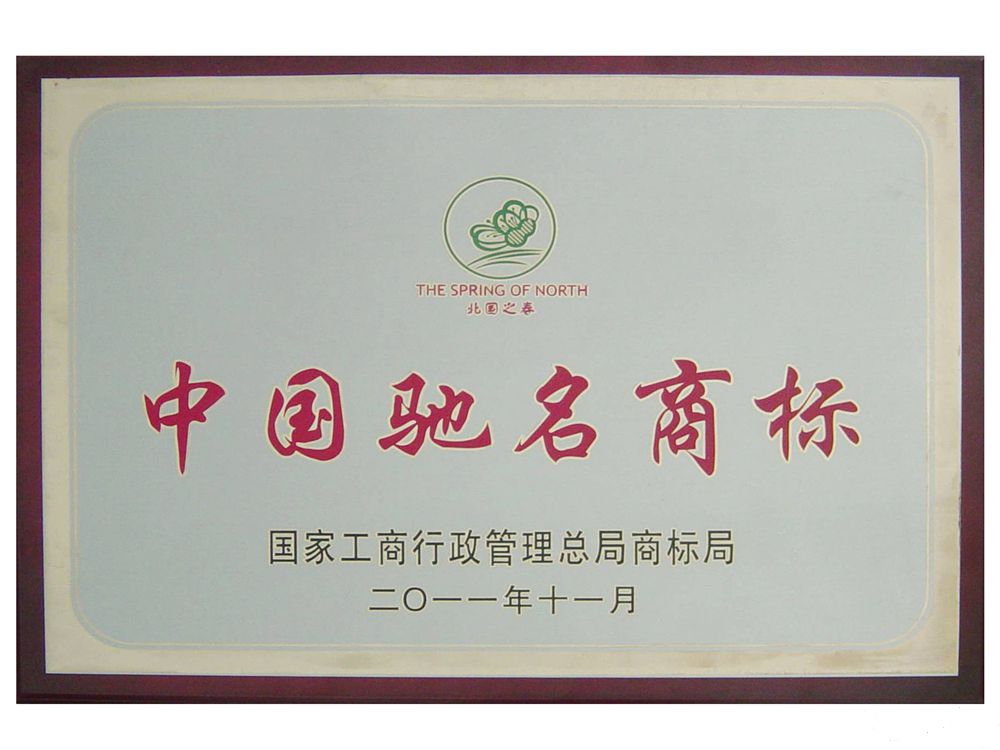 THE SPRING OF NORTH
北国之春
中国驰名商标
国家工商行政管理总局商标局
二〇一一年十一月